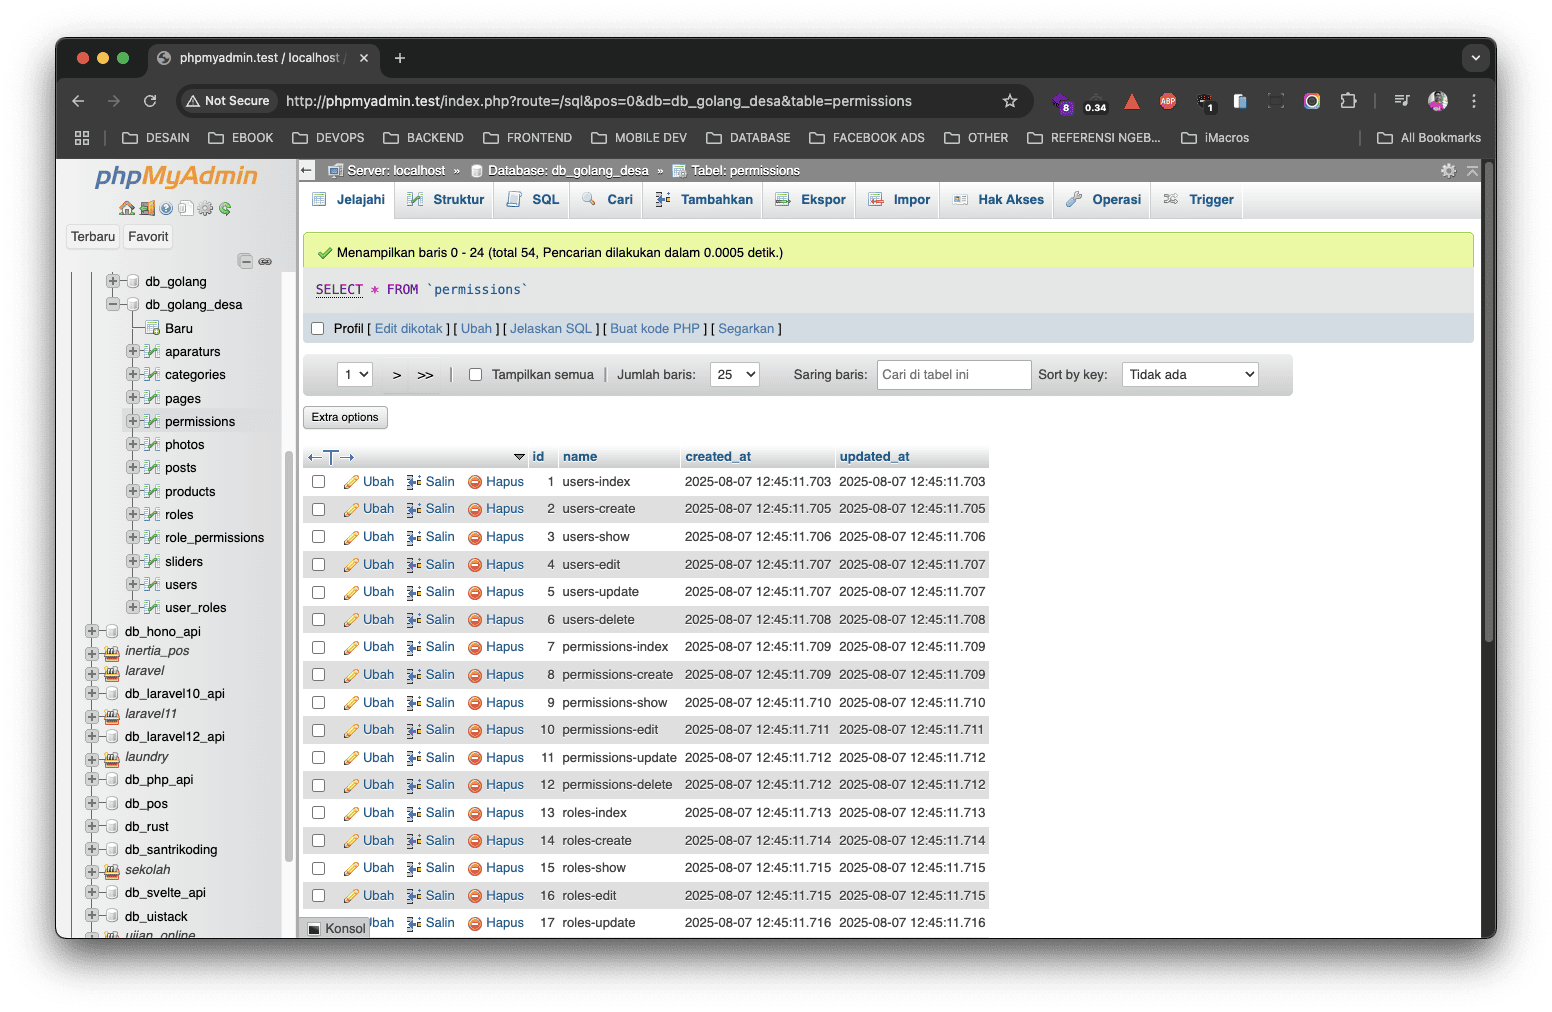 phpmyadmin.test / localhost /
Not Secure
http://phpmyadmin.test/index.php?route=/sql&pos=0&db=db_golang_desa&table=permissions
8
0.34
ABP
1
DESAIN
EBOOK
DEVOPS
BACKEND
FRONTEND
MOBILE DEV
DATABASE
FACEBOOK ADS
OTHER
REFERENSI NGEB...
iMacros
All Bookmarks
phpMyAdmin
Terbaru Favorit
db_golang
db_golang_desa
Baru
aparaturs
categories
pages
permissions
photos
posts
products
roles
role_permissions
sliders
users
user_roles
db_hono_api
inertia_pos
laravel
db_laravel10_api
laravel11
db_laravel12_api
laundry
db_php_api
db_pos
db_rust
db_santrikoding
sekolah
db_svelte_api
db_uistack
ujian_online
Server: localhost » Database: db_golang_desa » Tabel: permissions
Jelajahi Struktur SQL Cari Tambahkan Ekspor Impor Hak Akses Operasi Trigger
Menampilkan baris 0 - 24 (total 54, Pencarian dilakukan dalam 0.0005 detik.)
SELECT * FROM `permissions`
Profil [ Edit dikotak ] [ Ubah ] [ Jelaskan SQL ] [ Buat kode PHP ] [ Segarkan ]
1 > >> | Tampilkan semua | Jumlah baris: 25 Saring baris: Cari di tabel ini Sort by key: Tidak ada
Extra options
←T→ id name created_at updated_at
Ubah Salin Hapus 1 users-index 2025-08-07 12:45:11.703 2025-08-07 12:45:11.703
Ubah Salin Hapus 2 users-create 2025-08-07 12:45:11.705 2025-08-07 12:45:11.705
Ubah Salin Hapus 3 users-show 2025-08-07 12:45:11.706 2025-08-07 12:45:11.706
Ubah Salin Hapus 4 users-edit 2025-08-07 12:45:11.707 2025-08-07 12:45:11.707
Ubah Salin Hapus 5 users-update 2025-08-07 12:45:11.707 2025-08-07 12:45:11.707
Ubah Salin Hapus 6 users-delete 2025-08-07 12:45:11.708 2025-08-07 12:45:11.708
Ubah Salin Hapus 7 permissions-index 2025-08-07 12:45:11.709 2025-08-07 12:45:11.709
Ubah Salin Hapus 8 permissions-create 2025-08-07 12:45:11.709 2025-08-07 12:45:11.709
Ubah Salin Hapus 9 permissions-show 2025-08-07 12:45:11.710 2025-08-07 12:45:11.710
Ubah Salin Hapus 10 permissions-edit 2025-08-07 12:45:11.711 2025-08-07 12:45:11.711
Ubah Salin Hapus 11 permissions-update 2025-08-07 12:45:11.712 2025-08-07 12:45:11.712
Ubah Salin Hapus 12 permissions-delete 2025-08-07 12:45:11.712 2025-08-07 12:45:11.712
Ubah Salin Hapus 13 roles-index 2025-08-07 12:45:11.713 2025-08-07 12:45:11.713
Ubah Salin Hapus 14 roles-create 2025-08-07 12:45:11.714 2025-08-07 12:45:11.714
Ubah Salin Hapus 15 roles-show 2025-08-07 12:45:11.715 2025-08-07 12:45:11.715
Ubah Salin Hapus 16 roles-edit 2025-08-07 12:45:11.715 2025-08-07 12:45:11.715
Ubah Salin Hapus 17 roles-update 2025-08-07 12:45:11.716 2025-08-07 12:45:11.716
Konsol